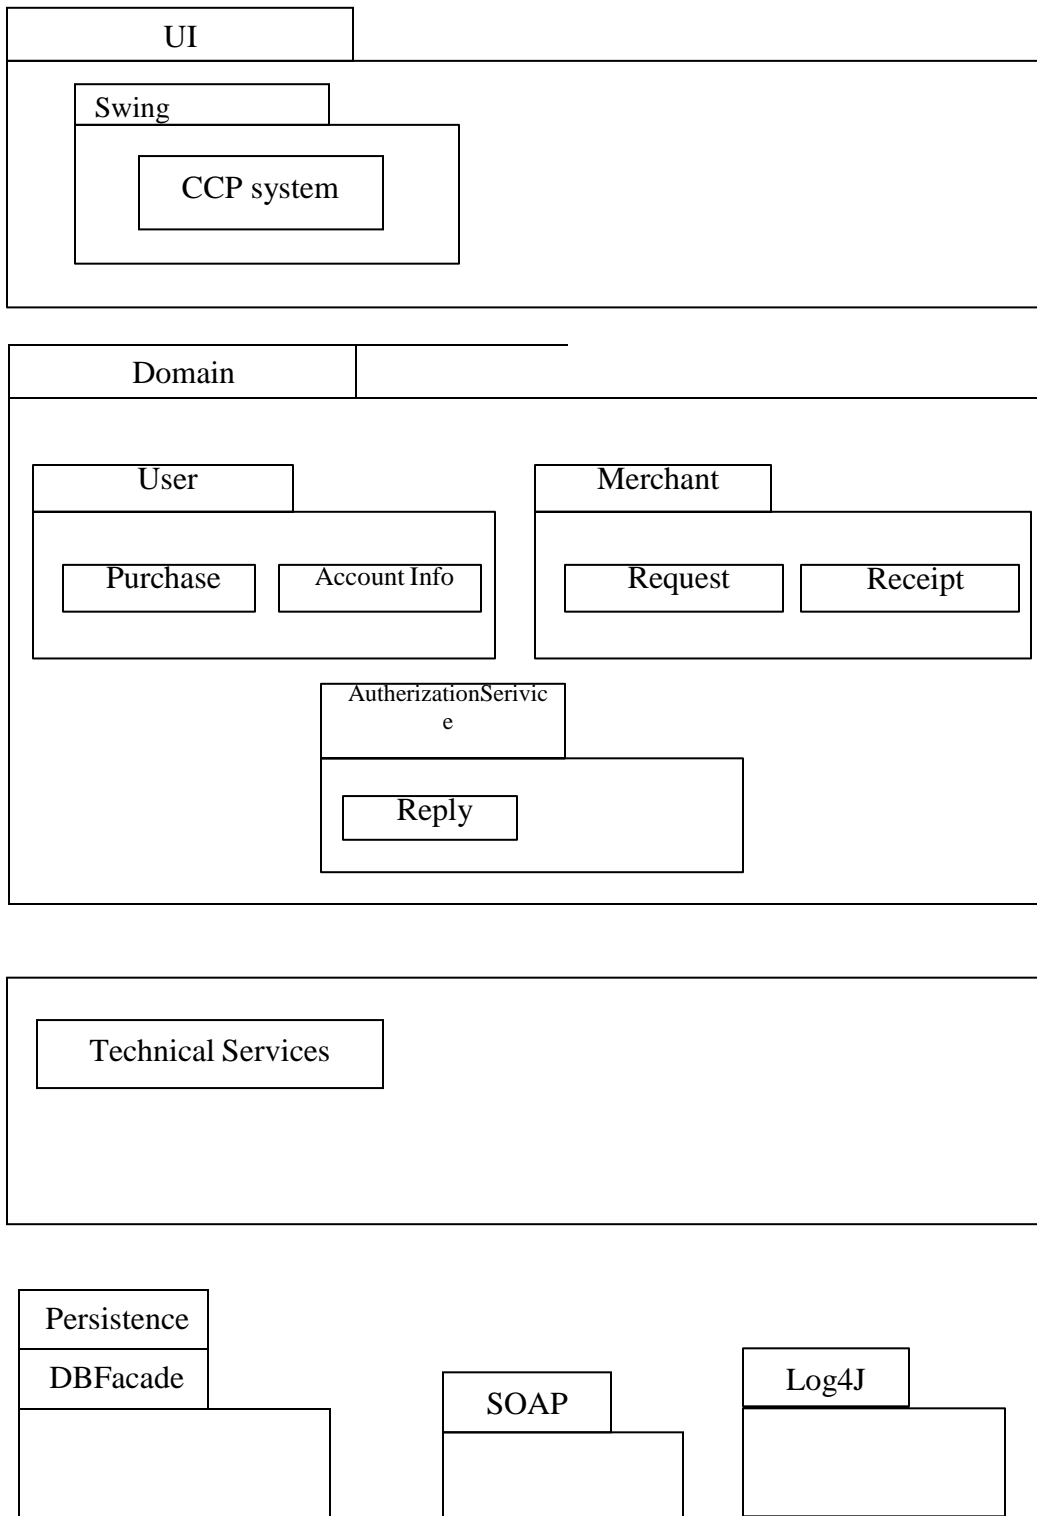 UI
Swing
CCP system
Domain
User
Merchant
Purchase
Account Info
Request
Receipt
AutherizationSerivic
e
Reply
Technical Services
Persistence
DBFacade
SOAP
Log4J